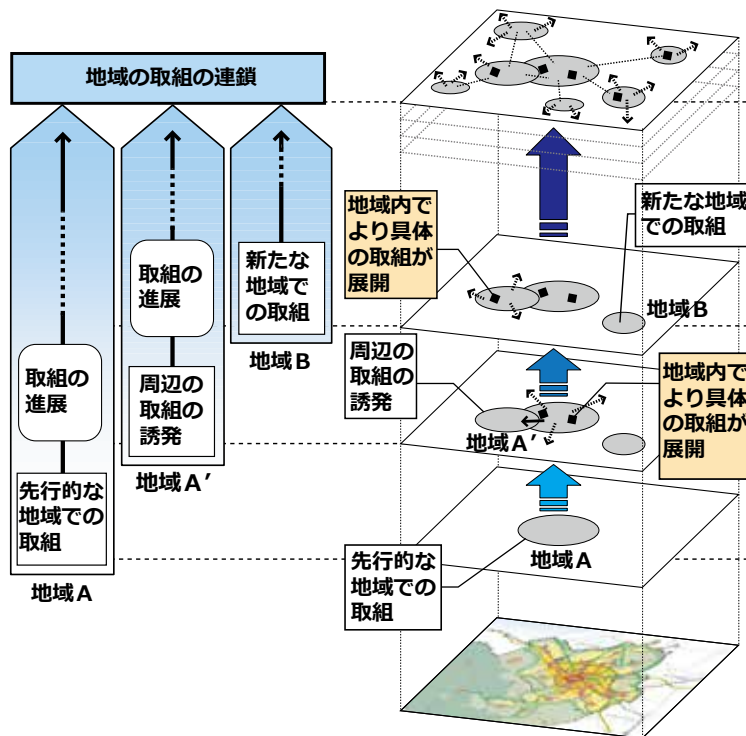 地域の取組の連鎖
取組の
進展
先行的な
地域での
取組
地域A
取組の
進展
周辺の
取組の
誘発
地域A′
新たな
地域で
の取組
地域B
地域内で
より具体
の取組が
展開
新たな地域
での取組
地域B
周辺の
取組の
誘発
地域A′
地域内で
より具体
の取組が
展開
先行的な
地域での
取組
地域A